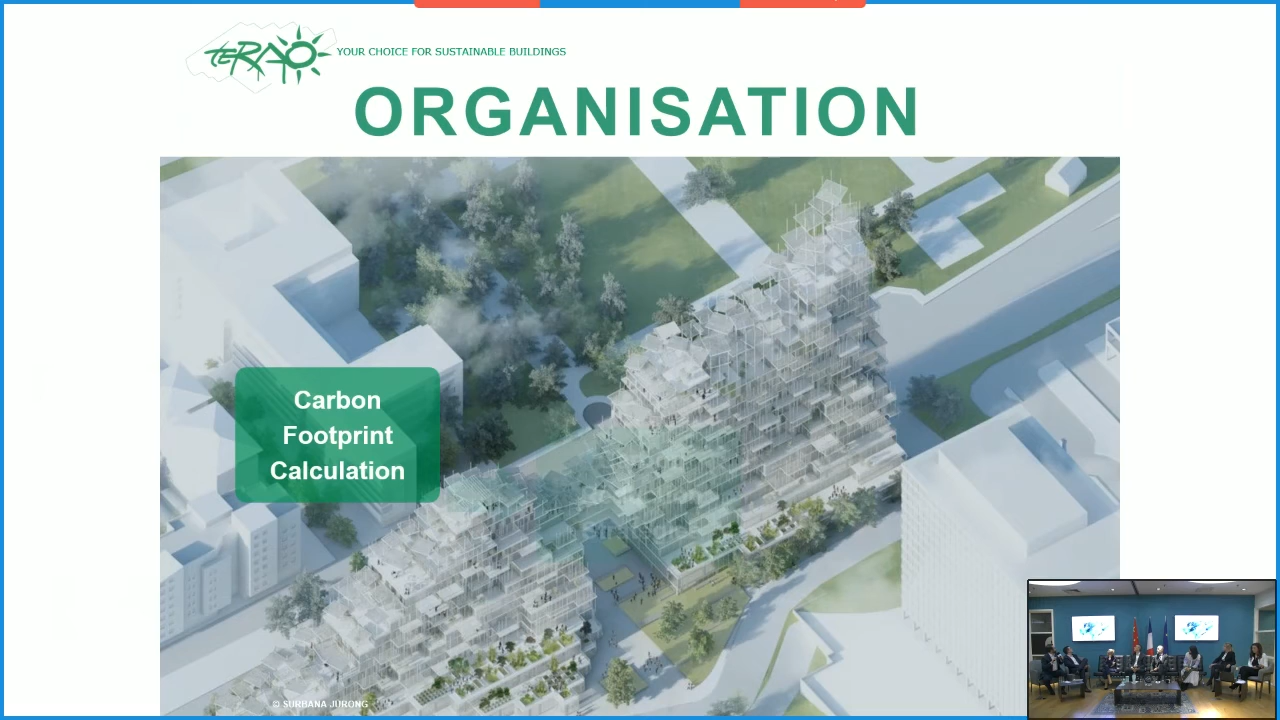 TERAO
YOUR CHOICE FOR SUSTAINABLE BUILDINGS
ORGANISATION
Carbon
Footprint
Calculation
© SURBANA JURONG